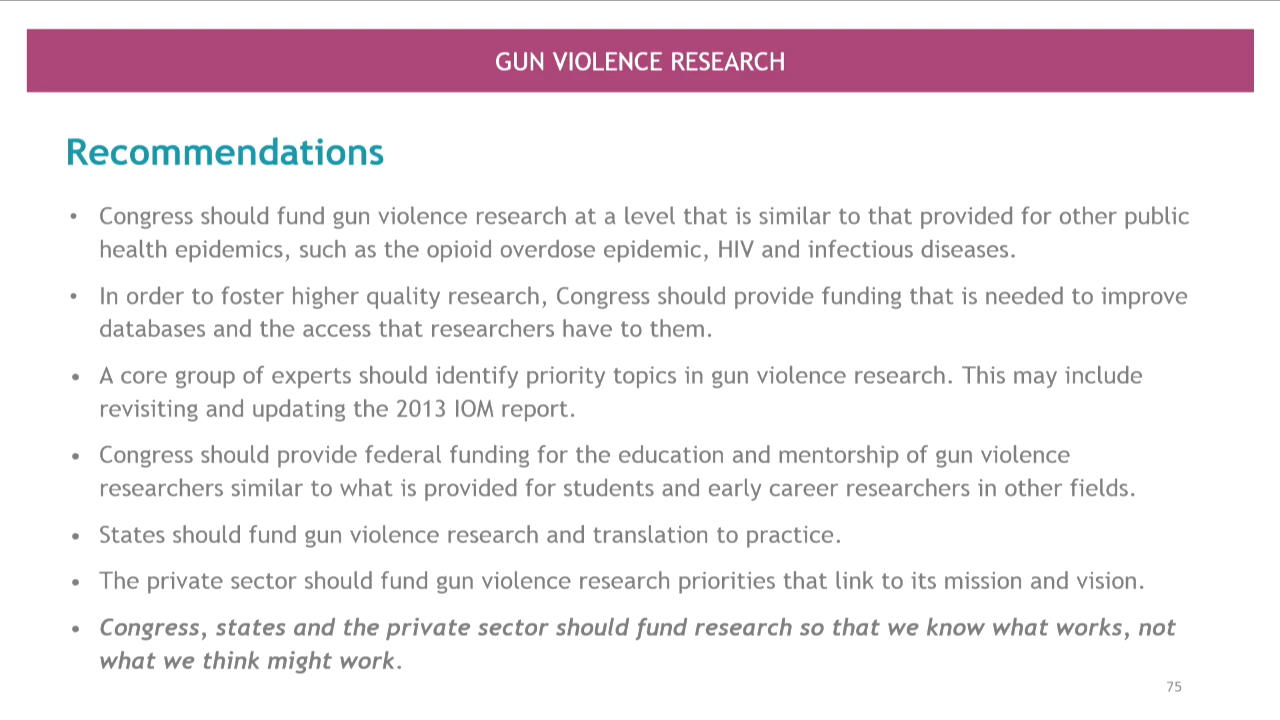 GUN VIOLENCE RESEARCH
Recommendations
• Congress should fund gun violence research at a level that is similar to that provided for other public
health epidemics, such as the opioid overdose epidemic, HIV and infectious diseases.
• In order to foster higher quality research, Congress should provide funding that is needed to improve
databases and the access that researchers have to them.
• A core group of experts should identify priority topics in gun violence research. This may include
revisiting and updating the 2013 IOM report.
• Congress should provide federal funding for the education and mentorship of gun violence
researchers similar to what is provided for students and early career researchers in other fields.
• States should fund gun violence research and translation to practice.
• The private sector should fund gun violence research priorities that link to its mission and vision.
• Congress, states and the private sector should fund research so that we know what works, not
what we think might work.
75